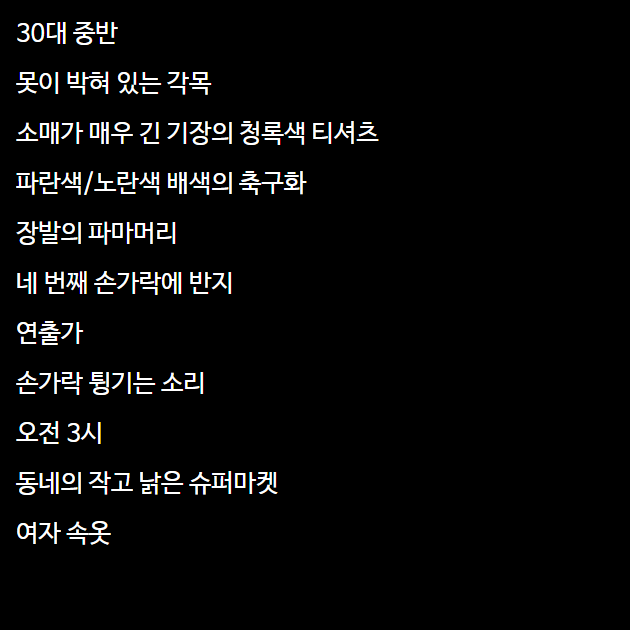 30대 중반
못이 박혀 있는 각목
소매가 매우 긴 기장의 청록색 티셔츠
파란색/노란색 배색의 축구화
장발의 파마머리
네 번째 손가락에 반지
연출가
손가락 튕기는 소리
오전 3시
동네의 작고 낡은 슈퍼마켓
여자 속옷